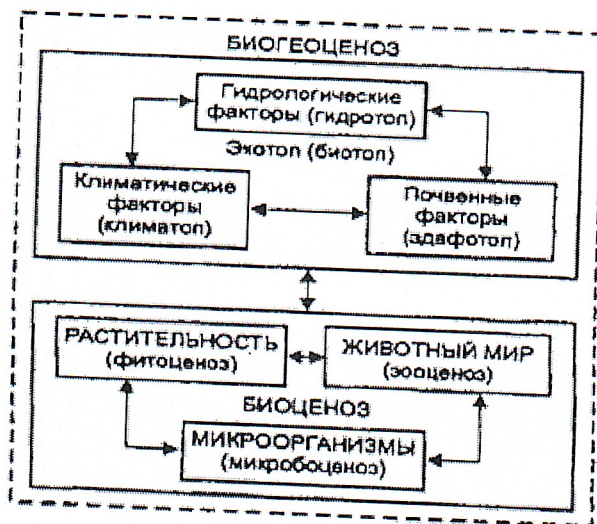 БИОГЕОЦЕНОЗ
Гидрологические
факторы (гидротоп)
Экотоп (биотоп)
Климатические
факторы
(климатоп)
Почвенные
факторы
(эдафотоп)
РАСТИТЕЛЬНОСТЬ
(фитоценоз)
ЖИВОТНЫЙ МИР
(зооценоз)
БИОЦЕНОЗ
МИКРООРГАНИЗМЫ
(микробоценоз)